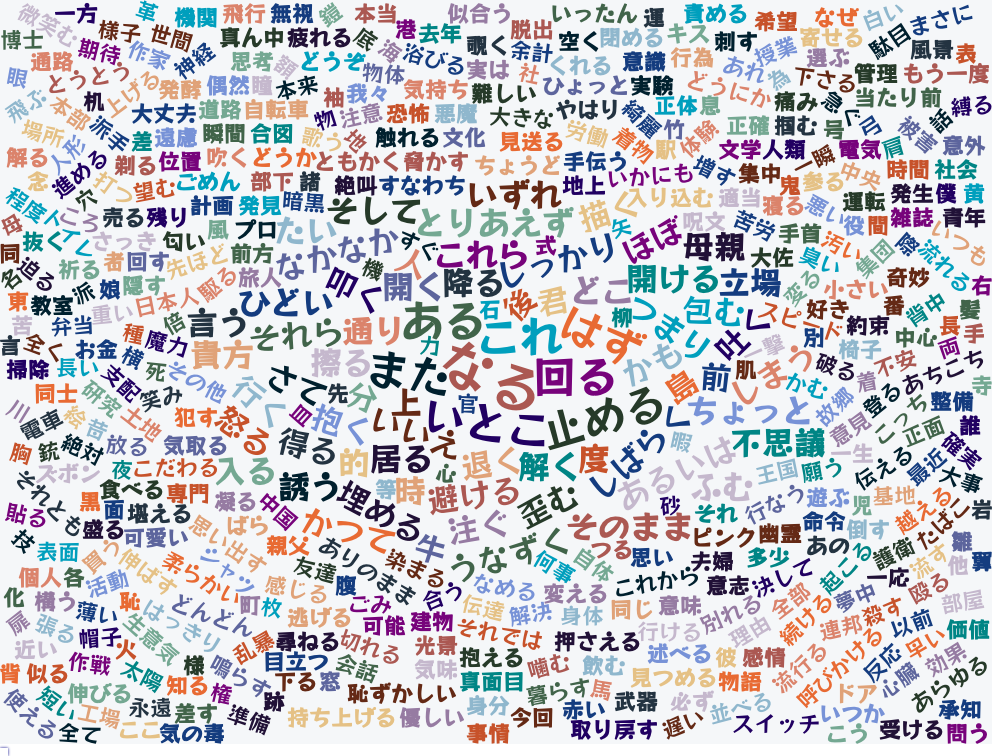 微笑む 一方 革 機関 飛行 無視 鎧 本当 似合う いったん 運 責める 希望 なぜ 白い
博士 様子 世間 真ん中 疲れる 底 港 去年 脱出 空く 閉める キス 刺す 寄せる 駄目 まさに
通路 期待 作家 神経 思考 鏡 どうぞ 海 浴びる 覗く 余計 くれる 意識 行為 授業 選ぶ 風景 表
眼 とうとう 上げる 発酵 偶然 瞳 本来 物体 気持ち 実は 社 ひょっと 実験 どうにか あれ 為 下さる 管理 もう一度
飛ぶ 本部 机 大丈夫 道路 自転車 袖 我々 恐怖 悪魔 難しい 大きな やはり 綺麗 正体 息 痛み 急ぐ 当たり前 縛る
場所 人形 派手 差 遠慮 瞬間 合図 歌う 物 注意 地 触れる 文化 見送る 労働 着物 竹 駅 体験 正確 掴む 号 弓 被害 話 意外
解る 進める 剃る 位置 吹く どうか ともかく 脅かす ちょうど 手伝う 増す 文学 人類 一瞬 電気 肩 時間 社会
念 穴 打つ 望む ごめん 部下 諸 絶叫 すなわち いずれ 地上 いかにも 集中 鬼 参る 中央 運転 発生 僕 黄
程度 人 ころ 売る 残り 計画 発見 暗黒 そして とりあえず 描く 矢 入り込む 適当 寝る 悪い 役 間 雑誌 青年
母 抜く さっき 匂い 風 プロ たい なかなか すぐ これら 式 しっかり ほぼ 呪文 苦労 手首 汚い 集団 際 流れる いつも
同 名 迫る 祈る 者 回す 先ほど 前方 機 母親 大佐 臭い 右
東 教室 派 娘 隠す 日本人 駆る 旅人 ひどい 叩く 開く 降る 石 後 君 どこ 開ける 立場 笑る 小さい 奇妙 髪
苦 弁当 重い 倍 言う それら 通り ある これ はず 柳 つまり 包む スピード 好き 約束 番 背中 長 手
言 全く お金 種 魔力 貴方 擦る 力 また なる 回る かも 吐く 一撃 別 椅子 中心 両
掃除 長い 支配 横 死 その他 行く さて 先 分 官 島 前 肌 しまう かむ 破る 着 不安 あちこち 寺
同士 研究 笑み 皿 抱く 上 いとこ 止める ちょっと 故郷 登る 整備
川 電車 絵 昔 土地 犯す 怒る いいえ しばらく 暇 不思議 意見 こっち 正面 誰
胸 銃 絶対 放る 気取る 得る 的 居る 心 退く 解く 度 あるいは 王国 願う 一生 伝える 最近 確実
ズボン 夜 こだわる 入る 誘う 等 時 避ける 歪む ふむ 大事
それとも 黒 面 食べる 専門 堪える 凝る 中国 埋める 砂 それ 行なう 遊ぶ 児 基地 越える たばこ 岩
貼る 盛る 可愛い 思い出す ばら かつて 注ぐ そのまま ピンク 幽霊 命令 倒す 護衛 雛
枝 表面 買う 柔らかい シャツ 親父 ありのまま 染まる 牛 うなずく 自体 つる 思い 夫婦 多少 あの 起こる 流す 他 翼
個人 各 活動 伸ばす 感じる 友達 腹 合う なめる 何事 変える これから 意志 決して 一応 夢中 殴る
化 構う 薄い 恥 はっきり どんどん 町 枚 逃げる ごみ 伝達 解決 身体 同じ 意味 別れる 全部 続ける 連邦 殺す 部屋
扉 張る 帽子 火 生意気 乱暴 尋ねる 切れる 可能 建物 それでは 押さえる 行ける 理由 呼びかける 以前 早い 価値
近い 作戦 太陽 様 鳴らす 目立つ 会話 光景 気味 抱える 噛む 飲む 述べる 彼 感情 流行る 反応 効果
背 似る 伸びる 知る 権 下る 窓 恥ずかしい 真面目 暮らす 馬 見つめる 物語 ドア 心臓 あらゆる
短い 工場 永遠 差す 準備 跡 持ち上げる 優しい 身分 今回 赤い 武器 必ず 並べる いつか 承知
使える 全て ここ 気の毒 事情 取り戻す 遅い スイッチ こう 受ける 問う